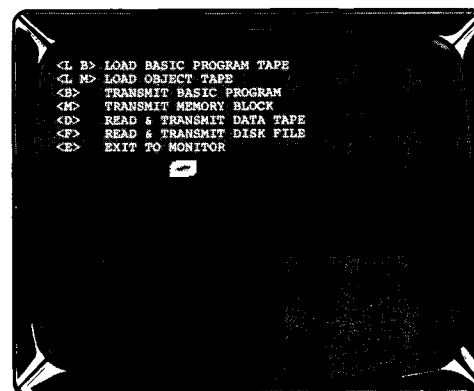 <L B> LOAD BASIC PROGRAM TAPE
<L M> LOAD OBJECT TAPE
<B> TRANSMIT BASIC PROGRAM
<M> TRANSMIT MEMORY BLOCK
<D> READ & TRANSMIT DATA TAPE
<F> READ & TRANSMIT DISK FILE
<E> EXIT TO MONITOR